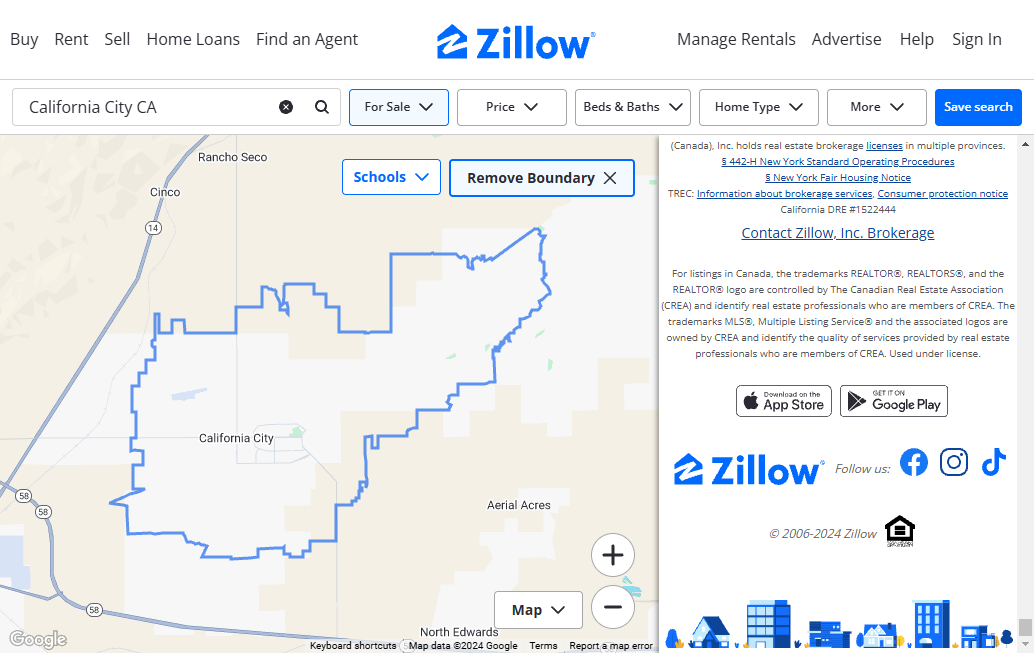 Buy Rent Sell Home Loans Find an Agent Zillow Manage Rentals Advertise Help Sign In
California City CA For Sale Price Beds & Baths Home Type More Save search
Rancho Seco
Cinco
14
Schools Remove Boundary
California City
58
58
Aerial Acres
58
North Edwards
Map
Google
Keyboard shortcuts Map data ©2024 Google Terms Report a map error
(Canada), Inc. holds real estate brokerage licenses in multiple provinces.
§ 442-H New York Standard Operating Procedures
§ New York Fair Housing Notice
TREC: Information about brokerage services, Consumer protection notice
California DRE #1522444
Contact Zillow, Inc. Brokerage
For listings in Canada, the trademarks REALTOR®, REALTORS®, and the
REALTOR® logo are controlled by The Canadian Real Estate Association
(CREA) and identify real estate professionals who are members of CREA. The
trademarks MLS®, Multiple Listing Service® and the associated logos are
owned by CREA and identify the quality of services provided by real estate
professionals who are members of CREA. Used under license.
Download on the
App Store
GET IT ON
Google Play
Zillow Follow us:
© 2006-2024 Zillow